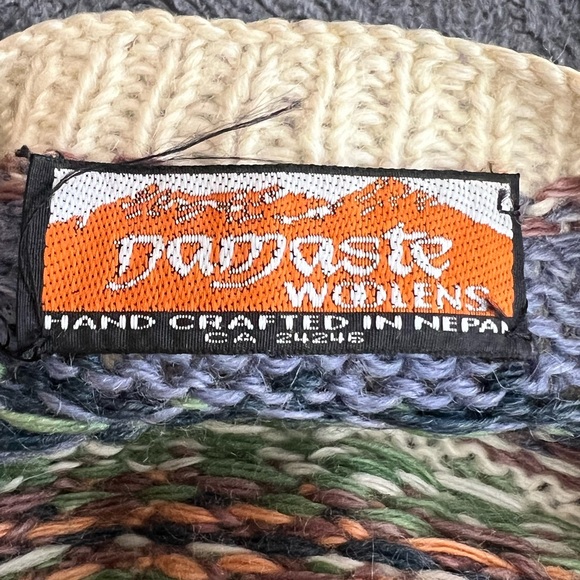 namaste
WOOLENS
HAND CRAFTED IN NEPAL
CA 24246